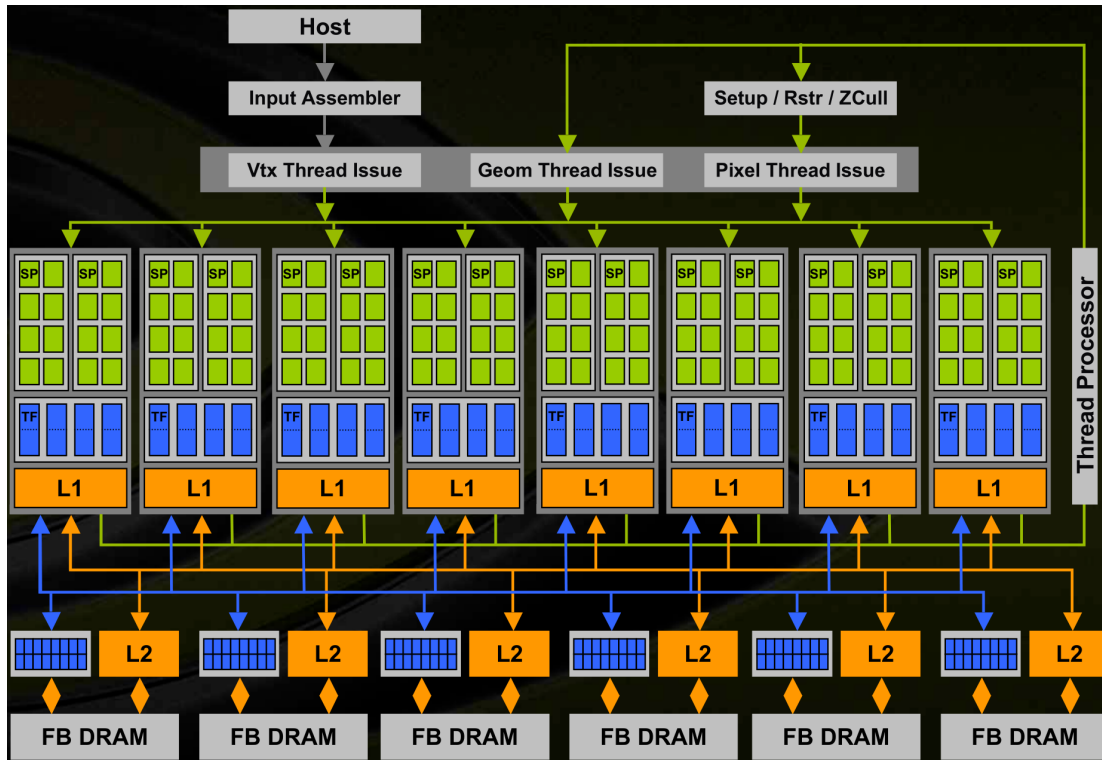 Host
Input Assembler
Setup / Rstr / ZCull
Vtx Thread Issue
Geom Thread Issue
Pixel Thread Issue
SP SP SP SP SP SP SP SP SP SP SP SP SP SP SP SP
TF TF TF TF TF TF TF TF
Thread Processor
L1 L1 L1 L1 L1 L1 L1 L1
L2 L2 L2 L2 L2 L2
FB DRAM FB DRAM FB DRAM FB DRAM FB DRAM FB DRAM